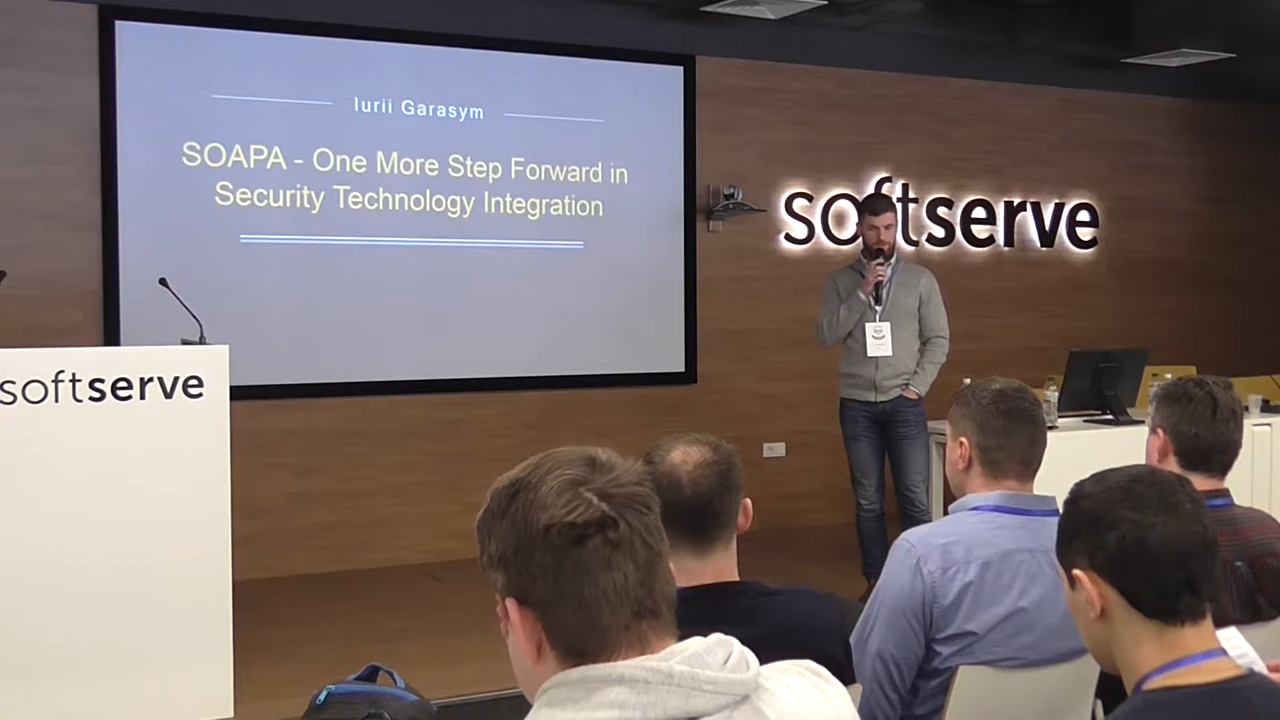 Iurii Garasym
SOAPA - One More Step Forward in
Security Technology Integration
softserve
softserve